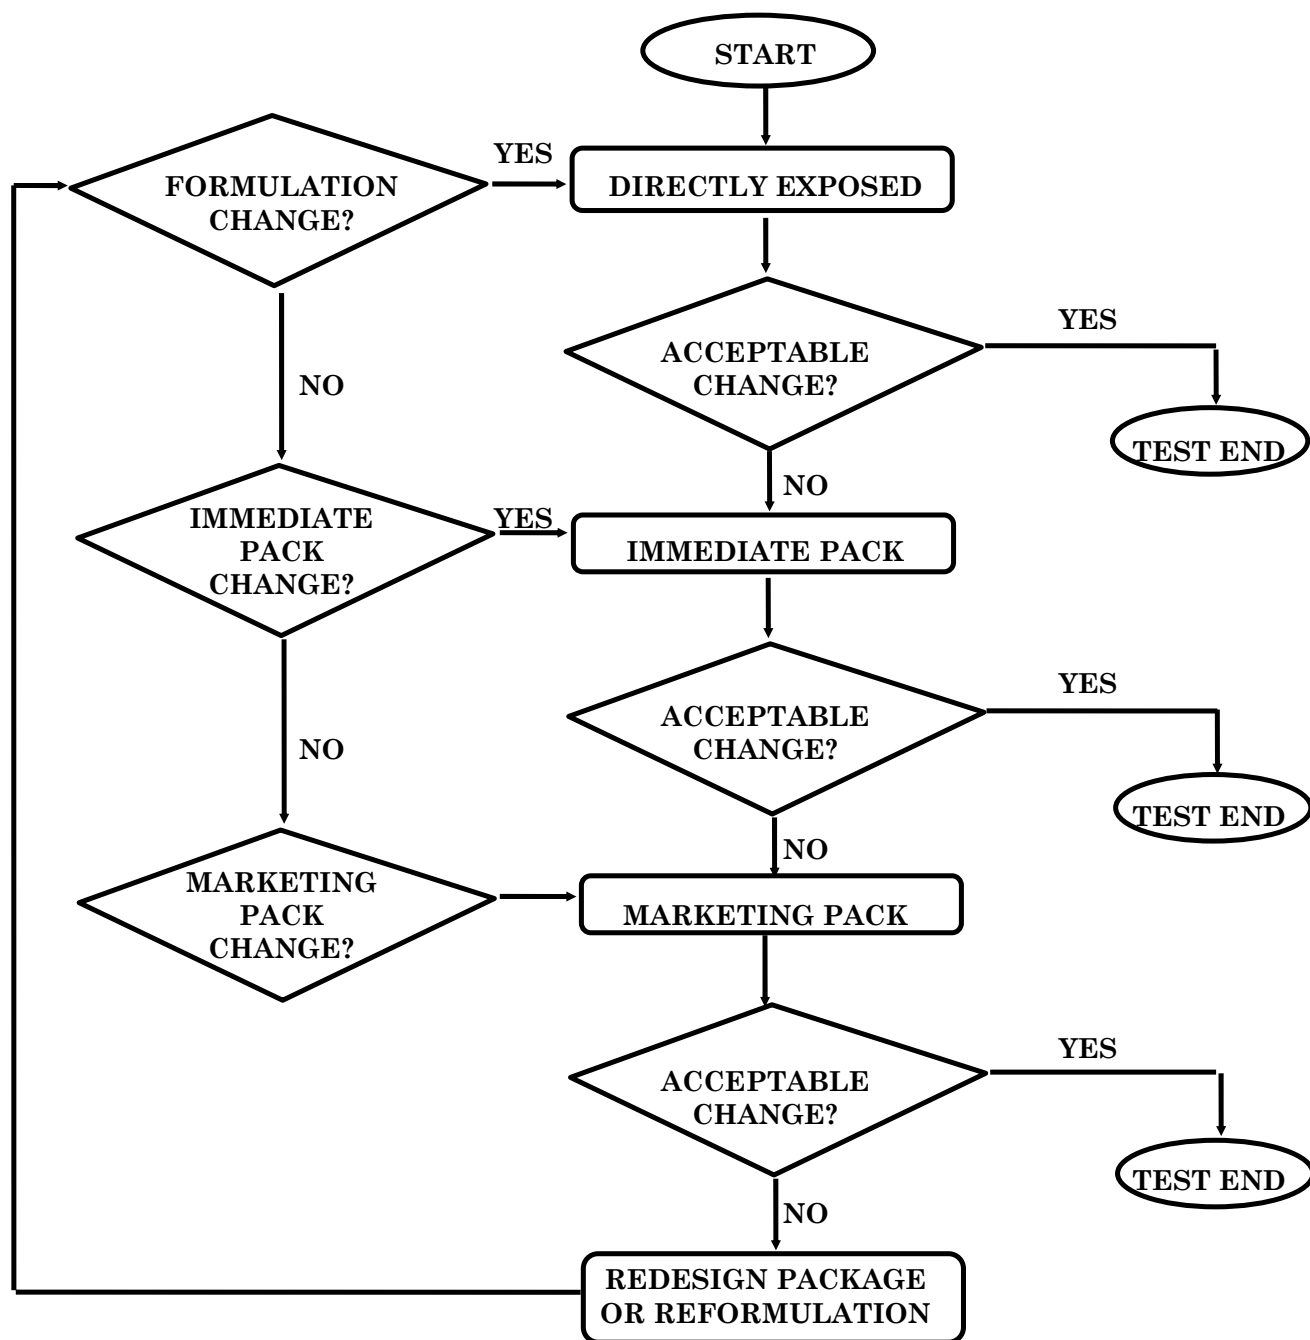 START
YES
DIRECTLY EXPOSED
FORMULATION
CHANGE?
YES
ACCEPTABLE
CHANGE?
NO
TEST END
NO
IMMEDIATE
PACK
CHANGE?
YES
IMMEDIATE PACK
YES
ACCEPTABLE
CHANGE?
NO
TEST END
NO
MARKETING
PACK
CHANGE?
MARKETING PACK
YES
ACCEPTABLE
CHANGE?
TEST END
NO
REDESIGN PACKAGE
OR REFORMULATION